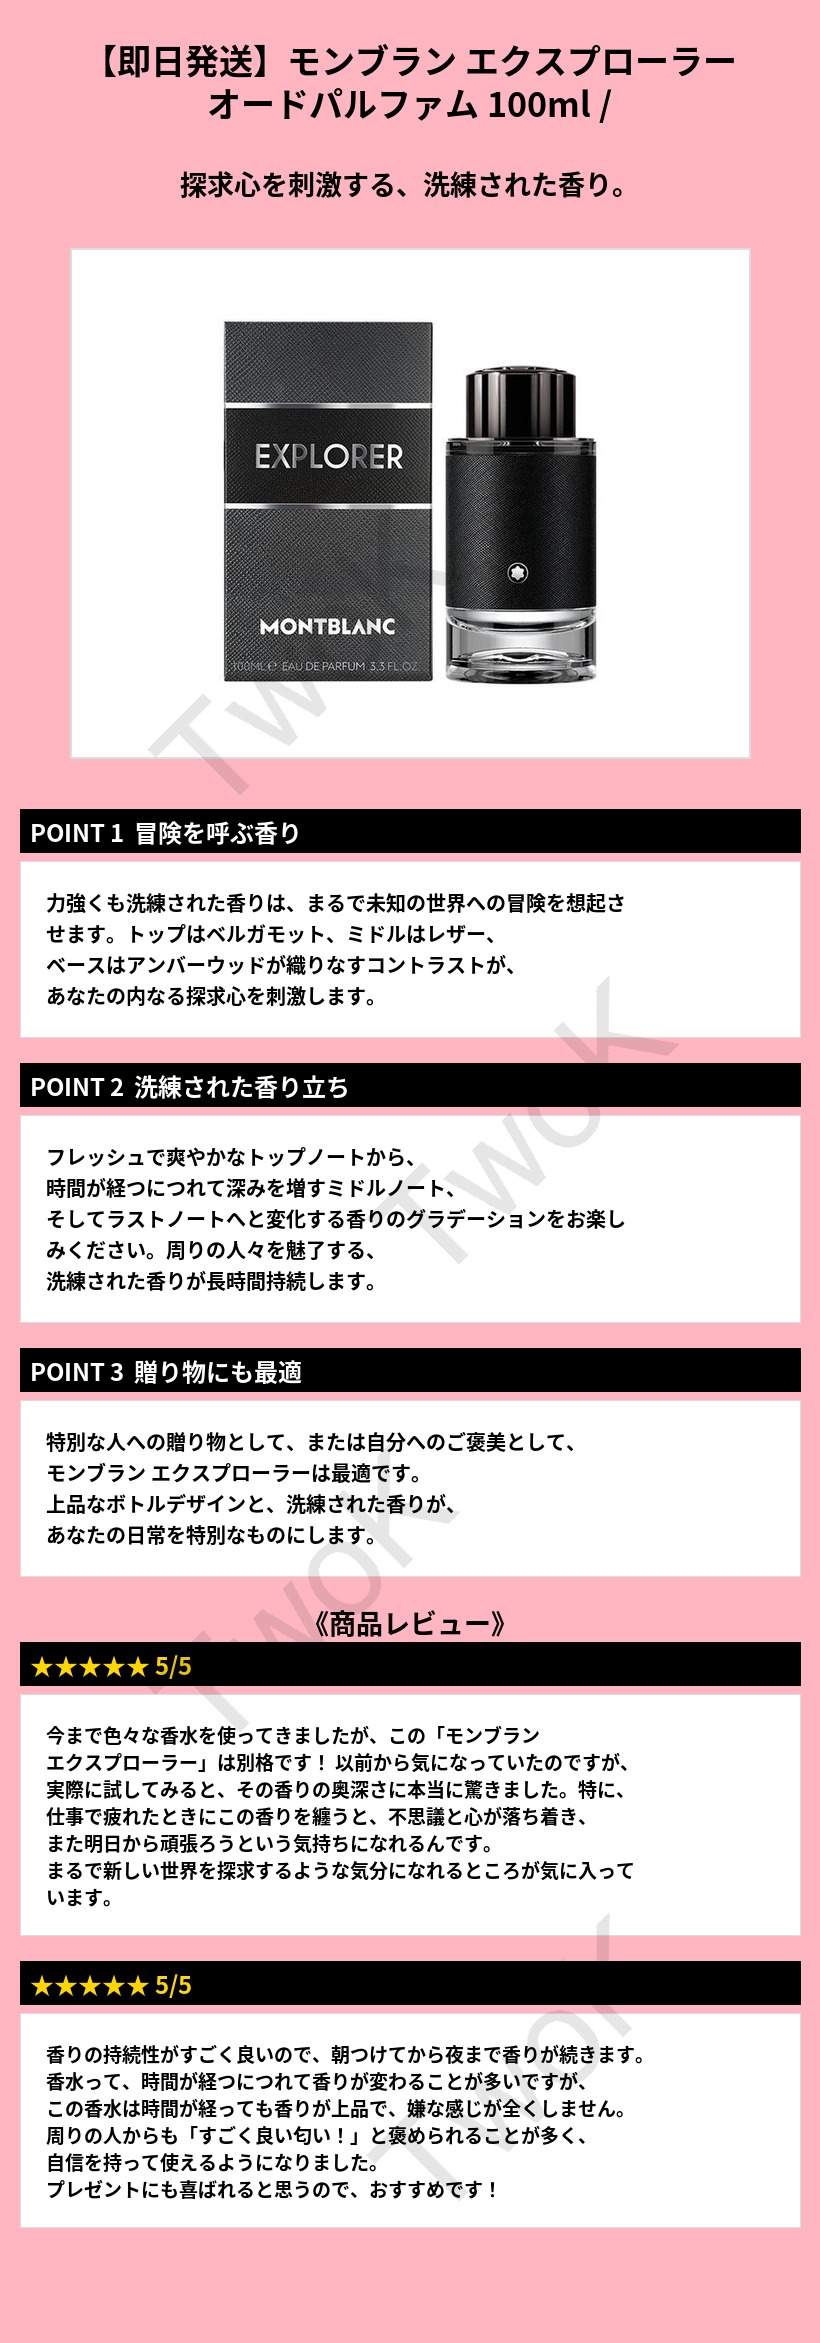 【即日発送】モンブラン エクスプローラー
オードパルファム 100ml /
探求心を刺激する、洗練された香り。
EXPLORER
MONTBLANC
100ML℮ EAU DE PARFUM 3.3 FL.OZ.
TwoK
POINT 1 冒険を呼ぶ香り
力強くも洗練された香りは、まるで未知の世界への冒険を想起さ
せます。トップはベルガモット、ミドルはレザー、
ベースはアンバーウッドが織りなすコントラストが、
あなたの内なる探求心を刺激します。
TwoK
POINT 2 洗練された香り立ち
フレッシュで爽やかなトップノートから、
時間が経つにつれて深みを増すミドルノート、
そしてラストノートへと変化する香りのグラデーションをお楽し
みください。周りの人々を魅了する、
洗練された香りが長時間持続します。
POINT 3 贈り物にも最適
特別な人への贈り物として、または自分へのご褒美として、
モンブラン エクスプローラーは最適です。
上品なボトルデザインと、洗練された香りが、
あなたの日常を特別なものにします。
TwoK
《商品レビュー》
★★★★★ 5/5
今まで色々な香水を使ってきましたが、この「モンブラン
エクスプローラー」は別格です！ 以前から気になっていたのですが、
実際に試してみると、その香りの奥深さに本当に驚きました。特に、
仕事で疲れたときにこの香りを纏うと、不思議と心が落ち着き、
また明日から頑張ろうという気持ちになれるんです。
まるで新しい世界を探求するような気分になれるところが気に入って
います。
★★★★★ 5/5
香りの持続性がすごく良いので、朝つけてから夜まで香りが続きます。
香水って、時間が経つにつれて香りが変わることが多いですが、
この香水は時間が経っても香りが上品で、嫌な感じが全くしません。
周りの人からも「すごく良い匂い！」と褒められることが多く、
自信を持って使えるようになりました。
プレゼントにも喜ばれると思うので、おすすめです！
TwoK